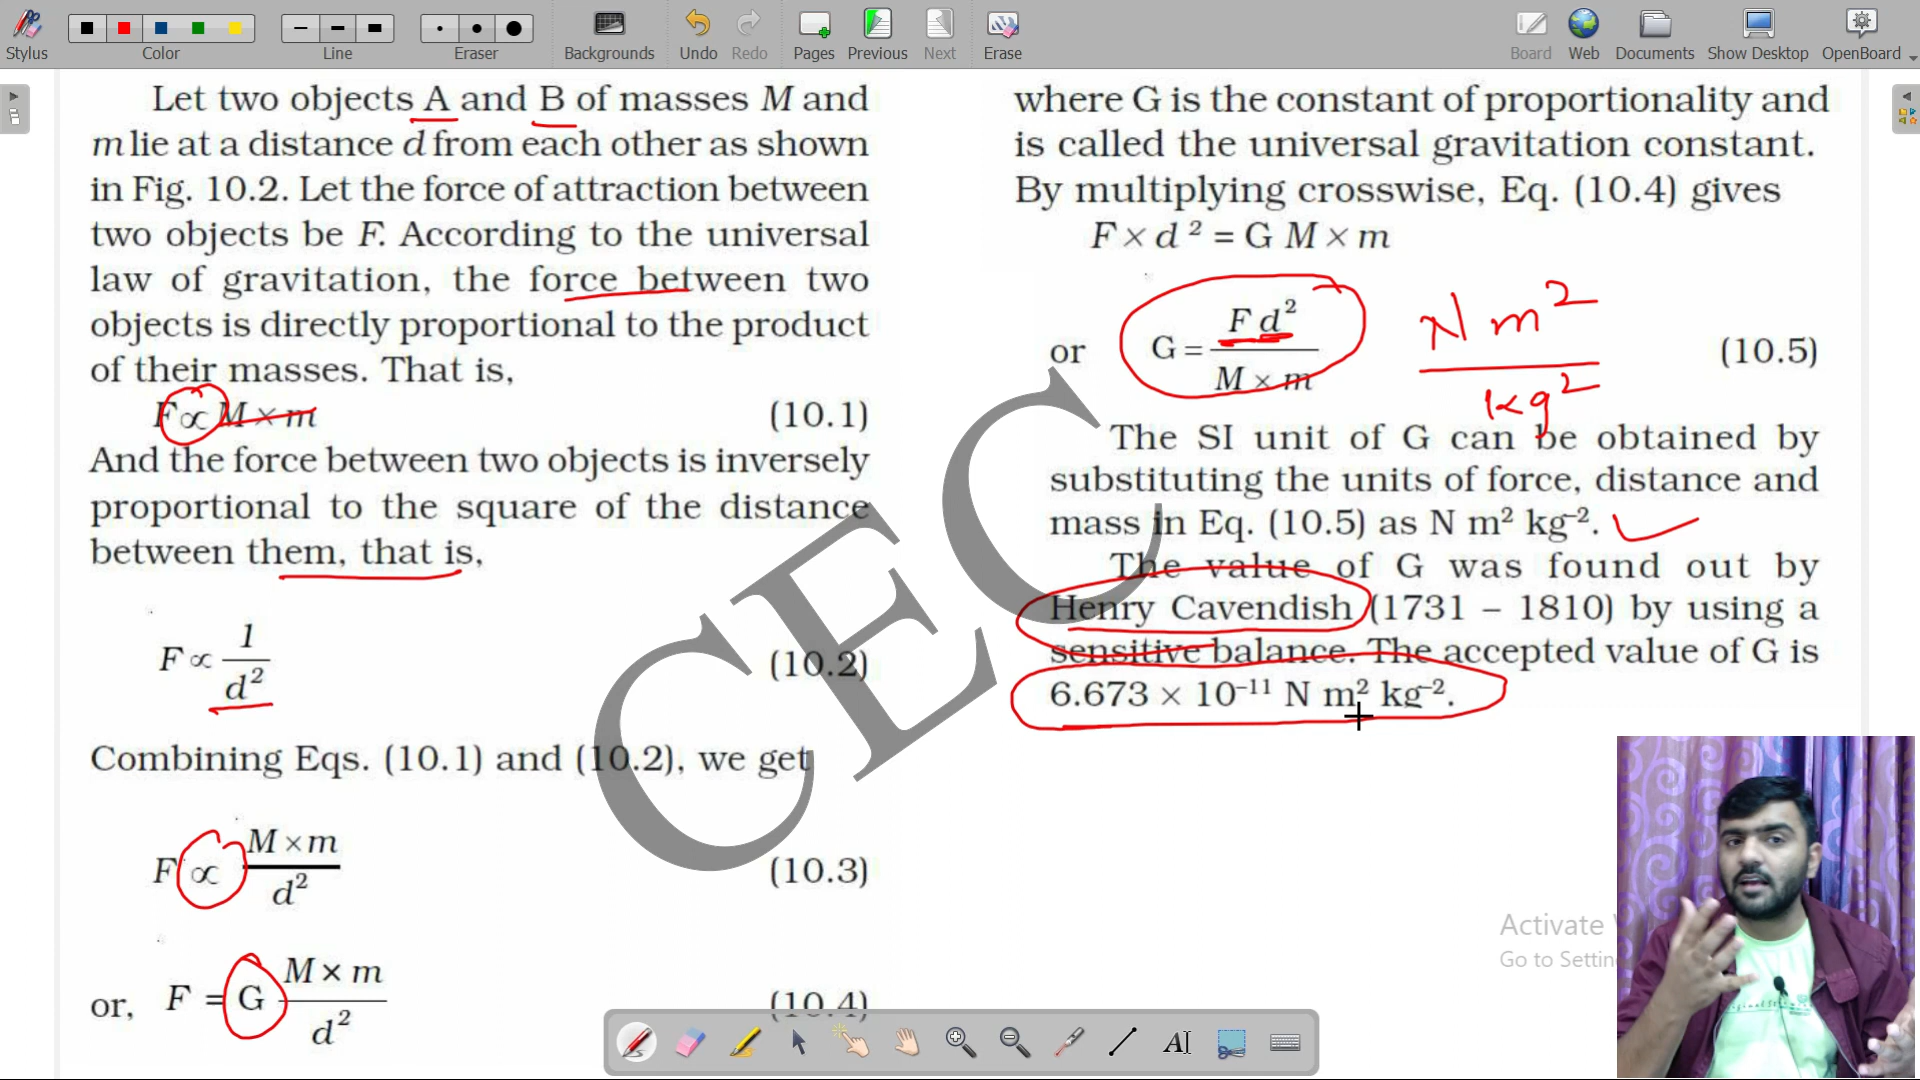 Stylus
Color
Line
Eraser
Backgrounds
Undo
Redo
Pages
Previous
Next
Erase
Board
Web
Documents
Show Desktop
OpenBoard
Let two objects A and B of masses M and
m lie at a distance d from each other as shown
in Fig. 10.2. Let the force of attraction between
two objects be F. According to the universal
law of gravitation, the force between two
objects is directly proportional to the product
of their masses. That is,
F ∝ M × m (10.1)
And the force between two objects is inversely
proportional to the square of the distance
between them, that is,
F ∝ 1/d² (10.2)
Combining Eqs. (10.1) and (10.2), we get
F ∝ M × m/d² (10.3)
or, F = G M × m/d² (10.4)
where G is the constant of proportionality and
is called the universal gravitation constant.
By multiplying crosswise, Eq. (10.4) gives
F × d ² = G M × m
or G = F d²/M × m (10.5)
N m²
kg²
The SI unit of G can be obtained by
substituting the units of force, distance and
mass in Eq. (10.5) as N m² kg⁻².
The value of G was found out by
Henry Cavendish (1731 – 1810) by using a
sensitive balance. The accepted value of G is
6.673 × 10⁻¹¹ N m² kg⁻².
CEC
Activate
Go to Settin